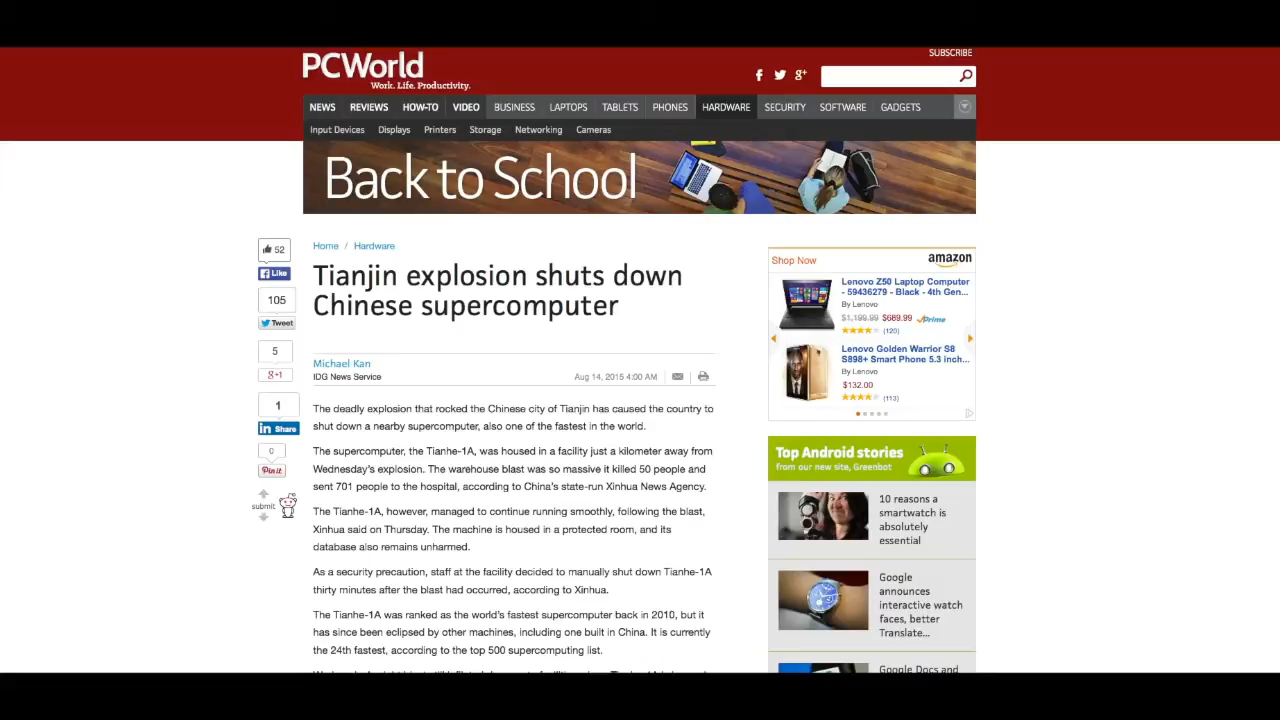 SUBSCRIBE
PCWorld
Work. Life. Productivity.
NEWS REVIEWS HOW-TO VIDEO BUSINESS LAPTOPS TABLETS PHONES HARDWARE SECURITY SOFTWARE GADGETS
Input Devices Displays Printers Storage Networking Cameras
Back to School
52
Like
105
Tweet
5
g+1
1
in Share
0
Pin it
submit
Home / Hardware
Tianjin explosion shuts down
Chinese supercomputer
Michael Kan
IDG News Service
Aug 14, 2015 4:00 AM
The deadly explosion that rocked the Chinese city of Tianjin has caused the country to
shut down a nearby supercomputer, also one of the fastest in the world.
The supercomputer, the Tianhe-1A, was housed in a facility just a kilometer away from
Wednesday's explosion. The warehouse blast was so massive it killed 50 people and
sent 701 people to the hospital, according to China's state-run Xinhua News Agency.
The Tianhe-1A, however, managed to continue running smoothly, following the blast,
Xinhua said on Thursday. The machine is housed in a protected room, and its
database also remains unharmed.
As a security precaution, staff at the facility decided to manually shut down Tianhe-1A
thirty minutes after the blast had occurred, according to Xinhua.
The Tianhe-1A was ranked as the world's fastest supercomputer back in 2010, but it
has since been eclipsed by other machines, including one built in China. It is currently
the 24th fastest, according to the top 500 supercomputing list.
Shop Now
amazon
Lenovo Z50 Laptop Computer
- 59436279 - Black - 4th Gen...
By Lenovo
$1,199.99 $689.99 Prime
(129)
Lenovo Golden Warrior S8
S898+ Smart Phone 5.3 inch...
By Lenovo
$132.00
(113)
Top Android stories
from our new site, Greenbot
10 reasons a
smartwatch is
absolutely
essential
Google
announces
interactive watch
faces, better
Translate...
Google Docs and